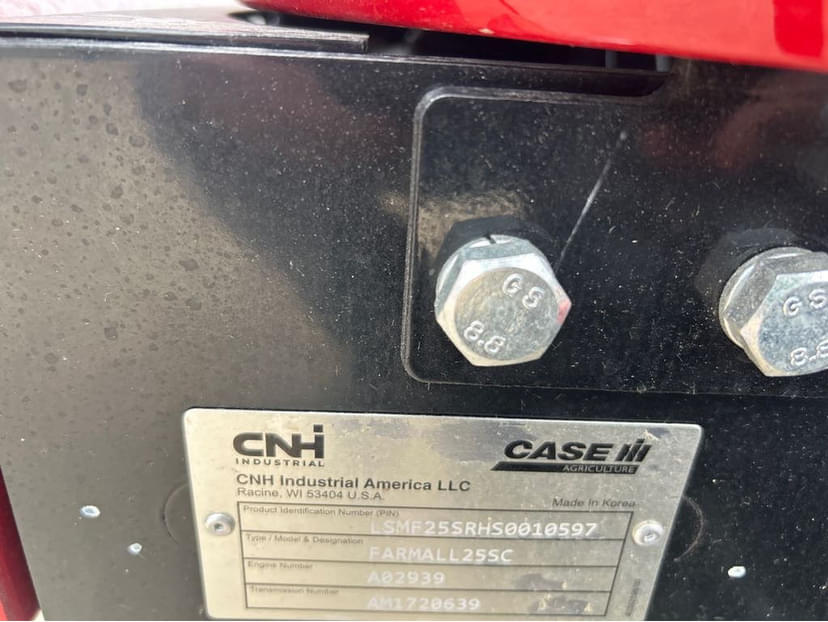 GS
8.8
GS
8.8
CNH
INDUSTRIAL
CASE IH
AGRICULTURE
CNH Industrial America LLC
Racine, WI 53404 U.S.A.
Made in Korea
Product Identification Number (PIN)
LSMF25SRHS0010597
Type / Model & Designation
FARMALL25SC
Engine Number
A02939
Transmission Number
AM1720639